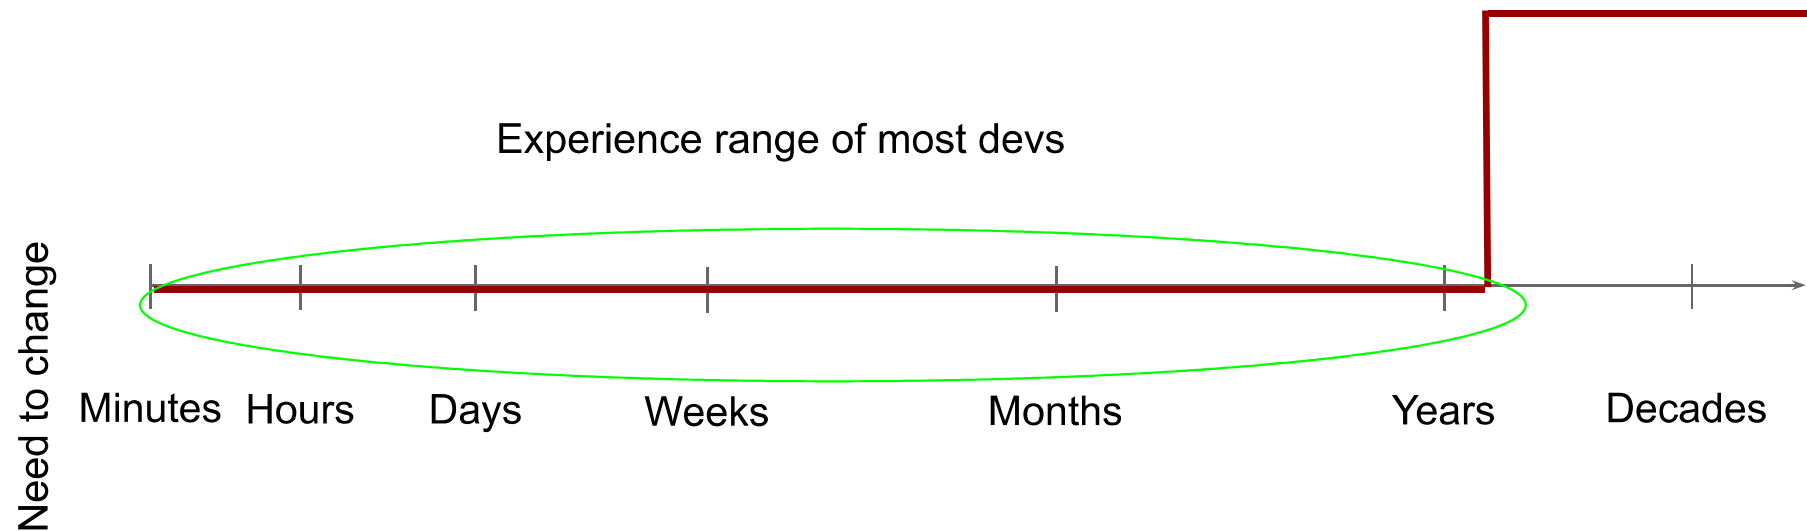 Experience range of most devs
Need to change
Minutes
Hours
Days
Weeks
Months
Years
Decades